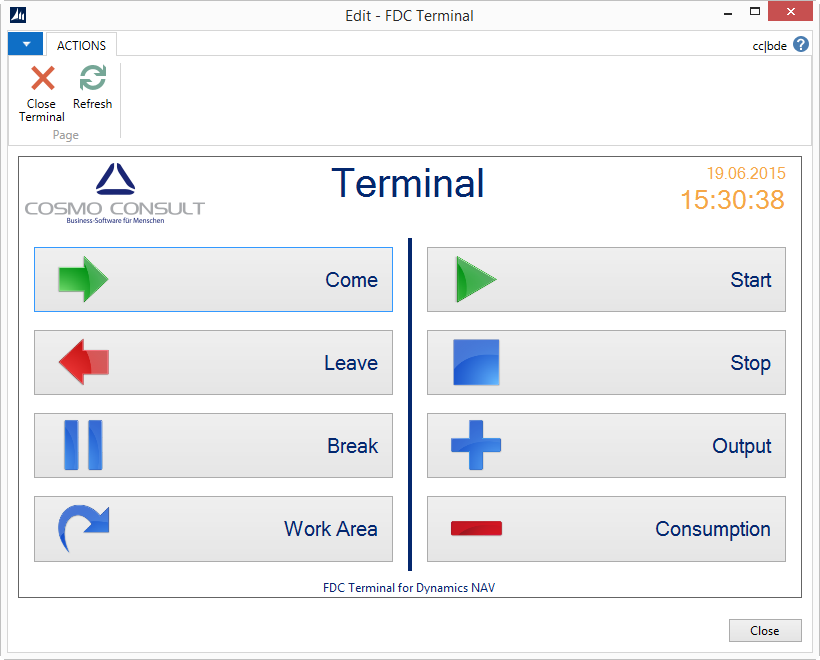 Edit - FDC Terminal
ACTIONS
cc|bde
?
Close
Terminal
Refresh
Page
COSMO CONSULT
Business-Software für Menschen
Terminal
19.06.2015
15:30:38
Come
Start
Leave
Stop
Break
Output
Work Area
Consumption
FDC Terminal for Dynamics NAV
Close